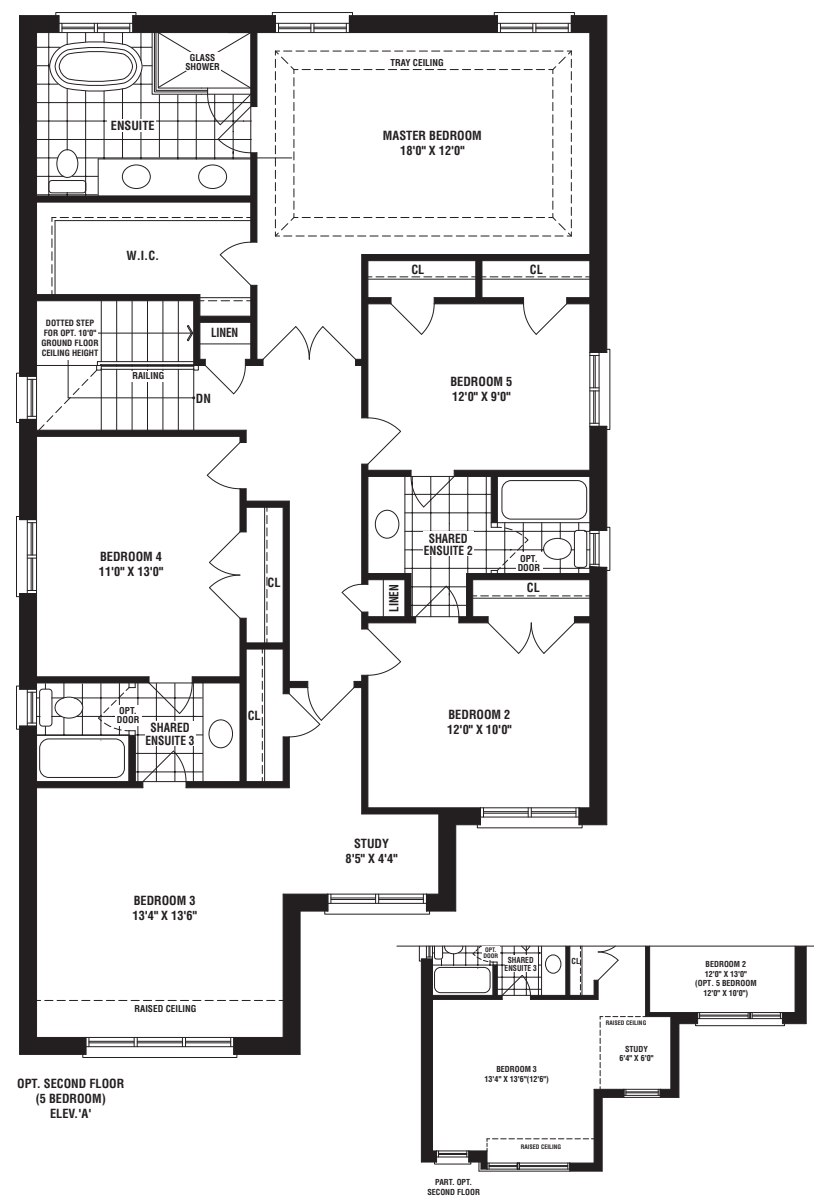 GLASS
SHOWER
TRAY CEILING
ENSUITE
MASTER BEDROOM
18'0" X 12'0"
W.I.C.
CL
CL
DOTTED STEP
FOR OPT. 10'0"
GROUND FLOOR
CEILING HEIGHT
LINEN
RAILING
DN
BEDROOM 5
12'0" X 9'0"
BEDROOM 4
11'0" X 13'0"
CL
SHARED
ENSUITE 2
OPT.
DOOR
LINEN
CL
OPT.
DOOR
SHARED
ENSUITE 3
CL
BEDROOM 2
12'0" X 10'0"
STUDY
8'5" X 4'4"
BEDROOM 3
13'4" X 13'6"
RAISED CEILING
OPT. SECOND FLOOR
(5 BEDROOM)
ELEV.'A'
OPT.
DOOR
SHARED
ENSUITE 3
CL
BEDROOM 2
12'0" X 13'0"
(OPT. 5 BEDROOM
12'0" X 10'0")
RAISED CEILING
STUDY
6'4" X 6'0"
BEDROOM 3
13'4" X 13'6"(12'6")
RAISED CEILING
PART. OPT.
SECOND FLOOR